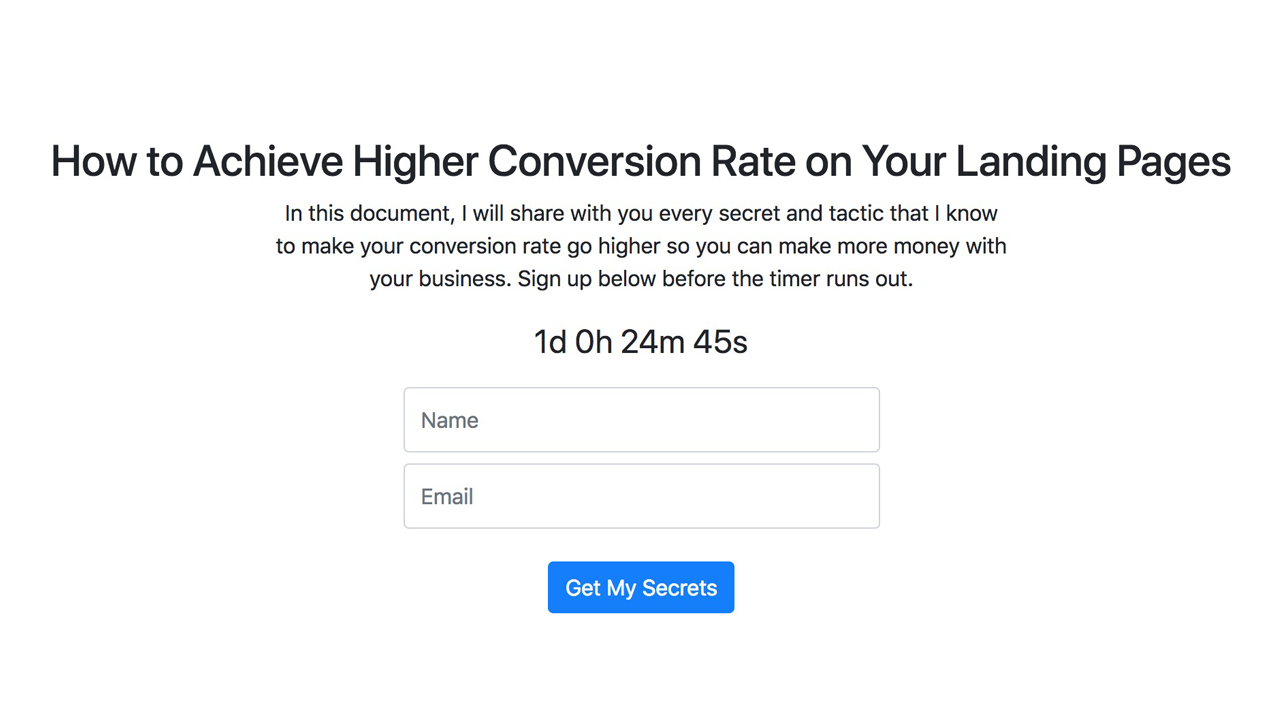 How to Achieve Higher Conversion Rate on Your Landing Pages
In this document, I will share with you every secret and tactic that I know
to make your conversion rate go higher so you can make more money with
your business. Sign up below before the timer runs out.
1d 0h 24m 45s
Name
Email
Get My Secrets